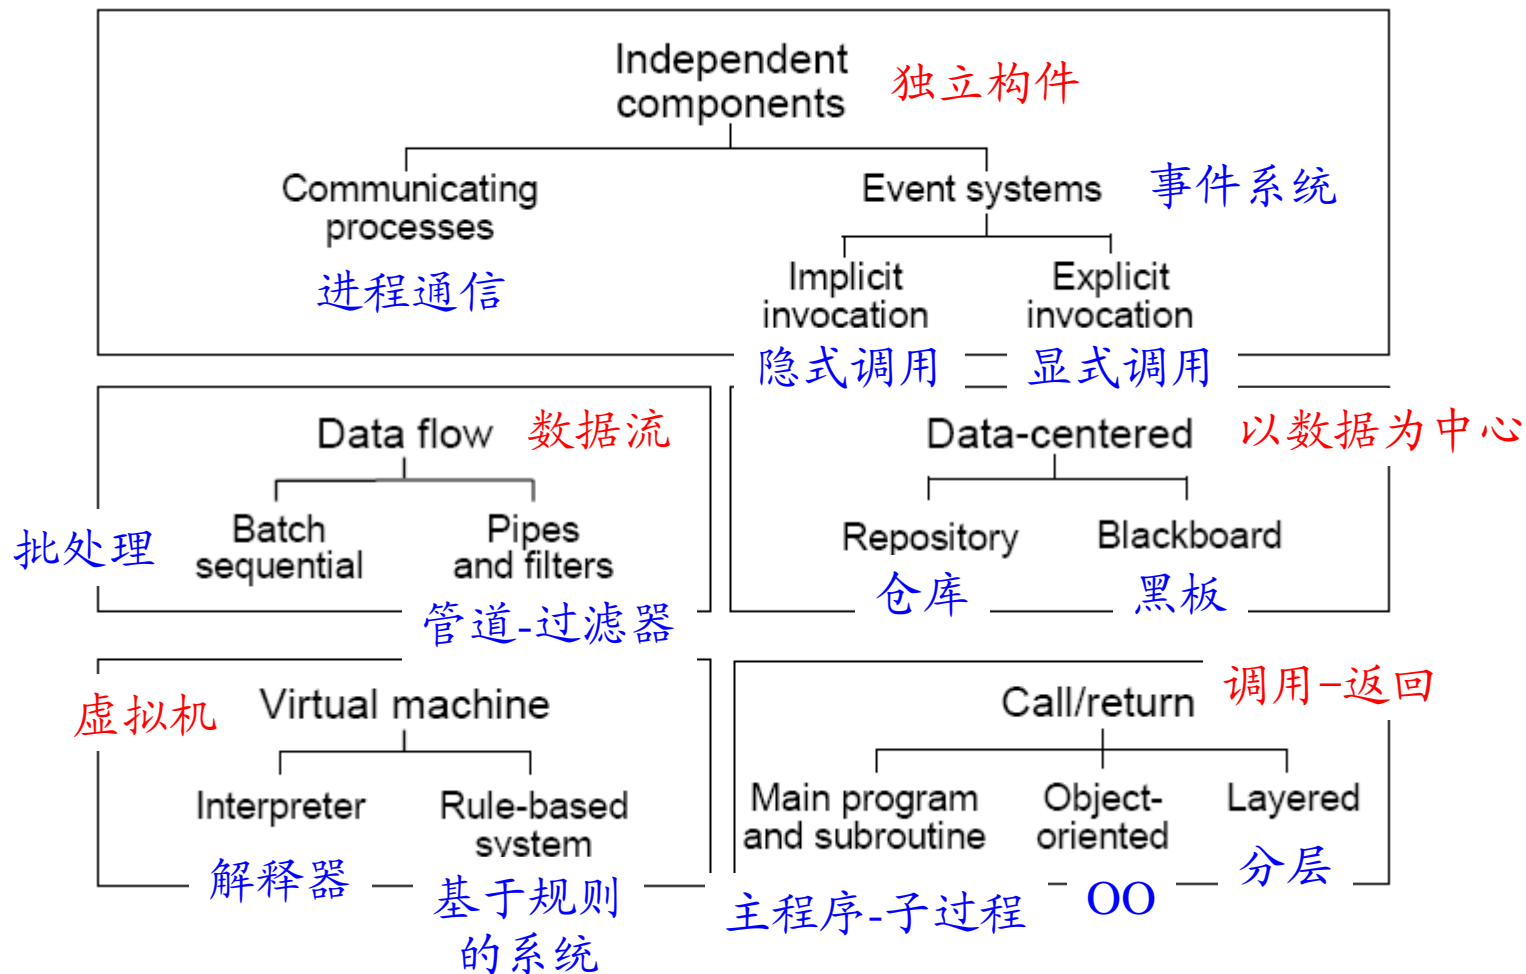 Independent
components
独立构件
Communicating
processes
进程通信
Event systems
事件系统
Implicit
invocation
隐式调用
Explicit
invocation
显式调用
Data flow
数据流
Batch
sequential
批处理
Pipes
and filters
管道-过滤器
Data-centered
以数据为中心
Repository
仓库
Blackboard
黑板
Virtual machine
虚拟机
Interpreter
解释器
Rule-based
system
基于规则
的系统
Call/return
调用-返回
Main program
and subroutine
主程序-子过程
Object-
oriented
OO
Layered
分层